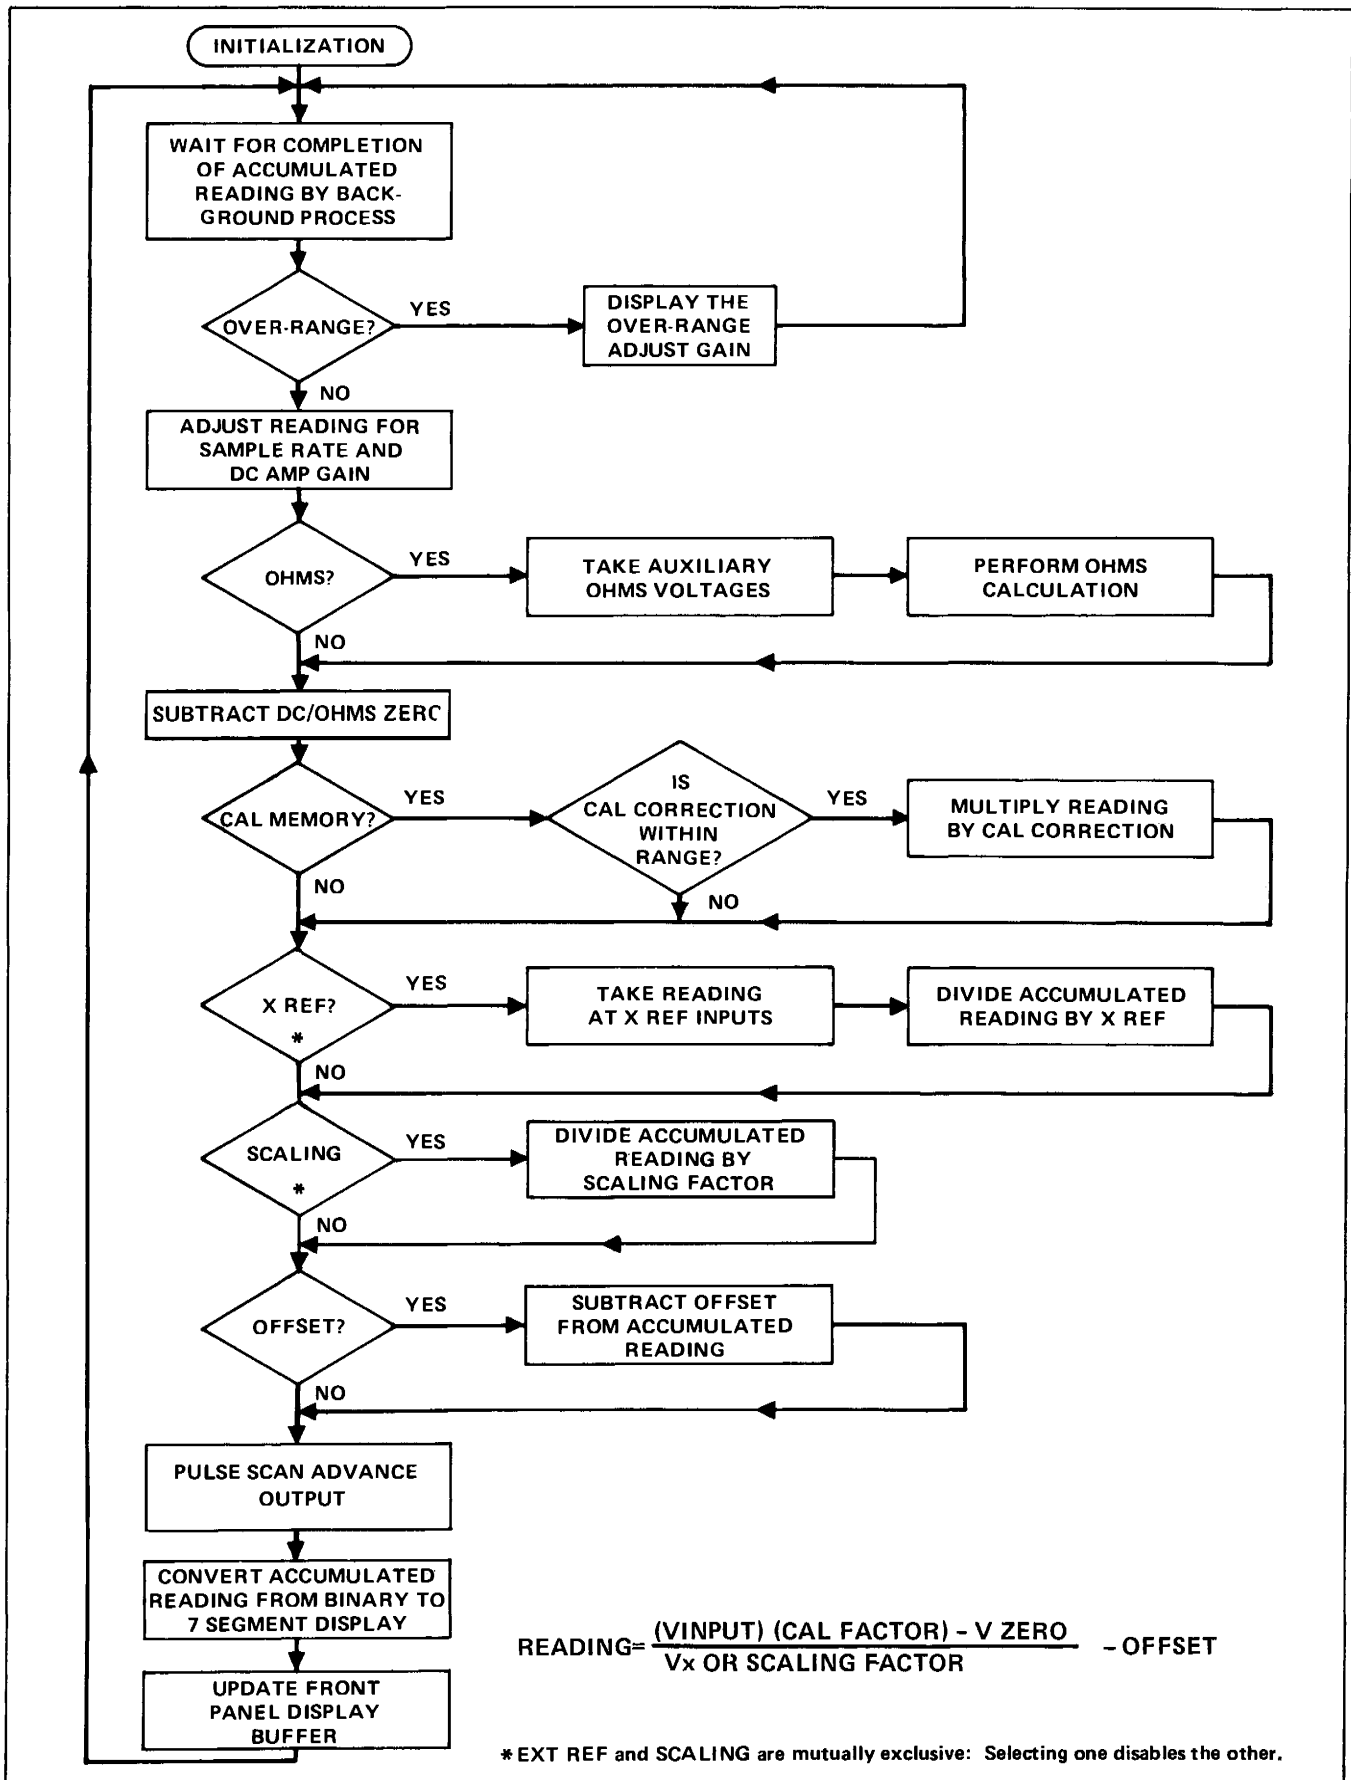 INITIALIZATION
WAIT FOR COMPLETION
OF ACCUMULATED
READING BY BACK-
GROUND PROCESS
OVER-RANGE?
YES
DISPLAY THE
OVER-RANGE
ADJUST GAIN
NO
ADJUST READING FOR
SAMPLE RATE AND
DC AMP GAIN
OHMS?
YES
TAKE AUXILIARY
OHMS VOLTAGES
PERFORM OHMS
CALCULATION
NO
SUBTRACT DC/OHMS ZERO
CAL MEMORY?
YES
IS
CAL CORRECTION
WITHIN
RANGE?
YES
MULTIPLY READING
BY CAL CORRECTION
NO
NO
X REF?
*
YES
TAKE READING
AT X REF INPUTS
DIVIDE ACCUMULATED
READING BY X REF
NO
SCALING
*
YES
DIVIDE ACCUMULATED
READING BY
SCALING FACTOR
NO
OFFSET?
YES
SUBTRACT OFFSET
FROM ACCUMULATED
READING
NO
PULSE SCAN ADVANCE
OUTPUT
CONVERT ACCUMULATED
READING FROM BINARY TO
7 SEGMENT DISPLAY
UPDATE FRONT
PANEL DISPLAY
BUFFER
READING= (VINPUT) (CAL FACTOR) – V ZERO
Vx OR SCALING FACTOR
– OFFSET
*EXT REF and SCALING are mutually exclusive: Selecting one disables the other.